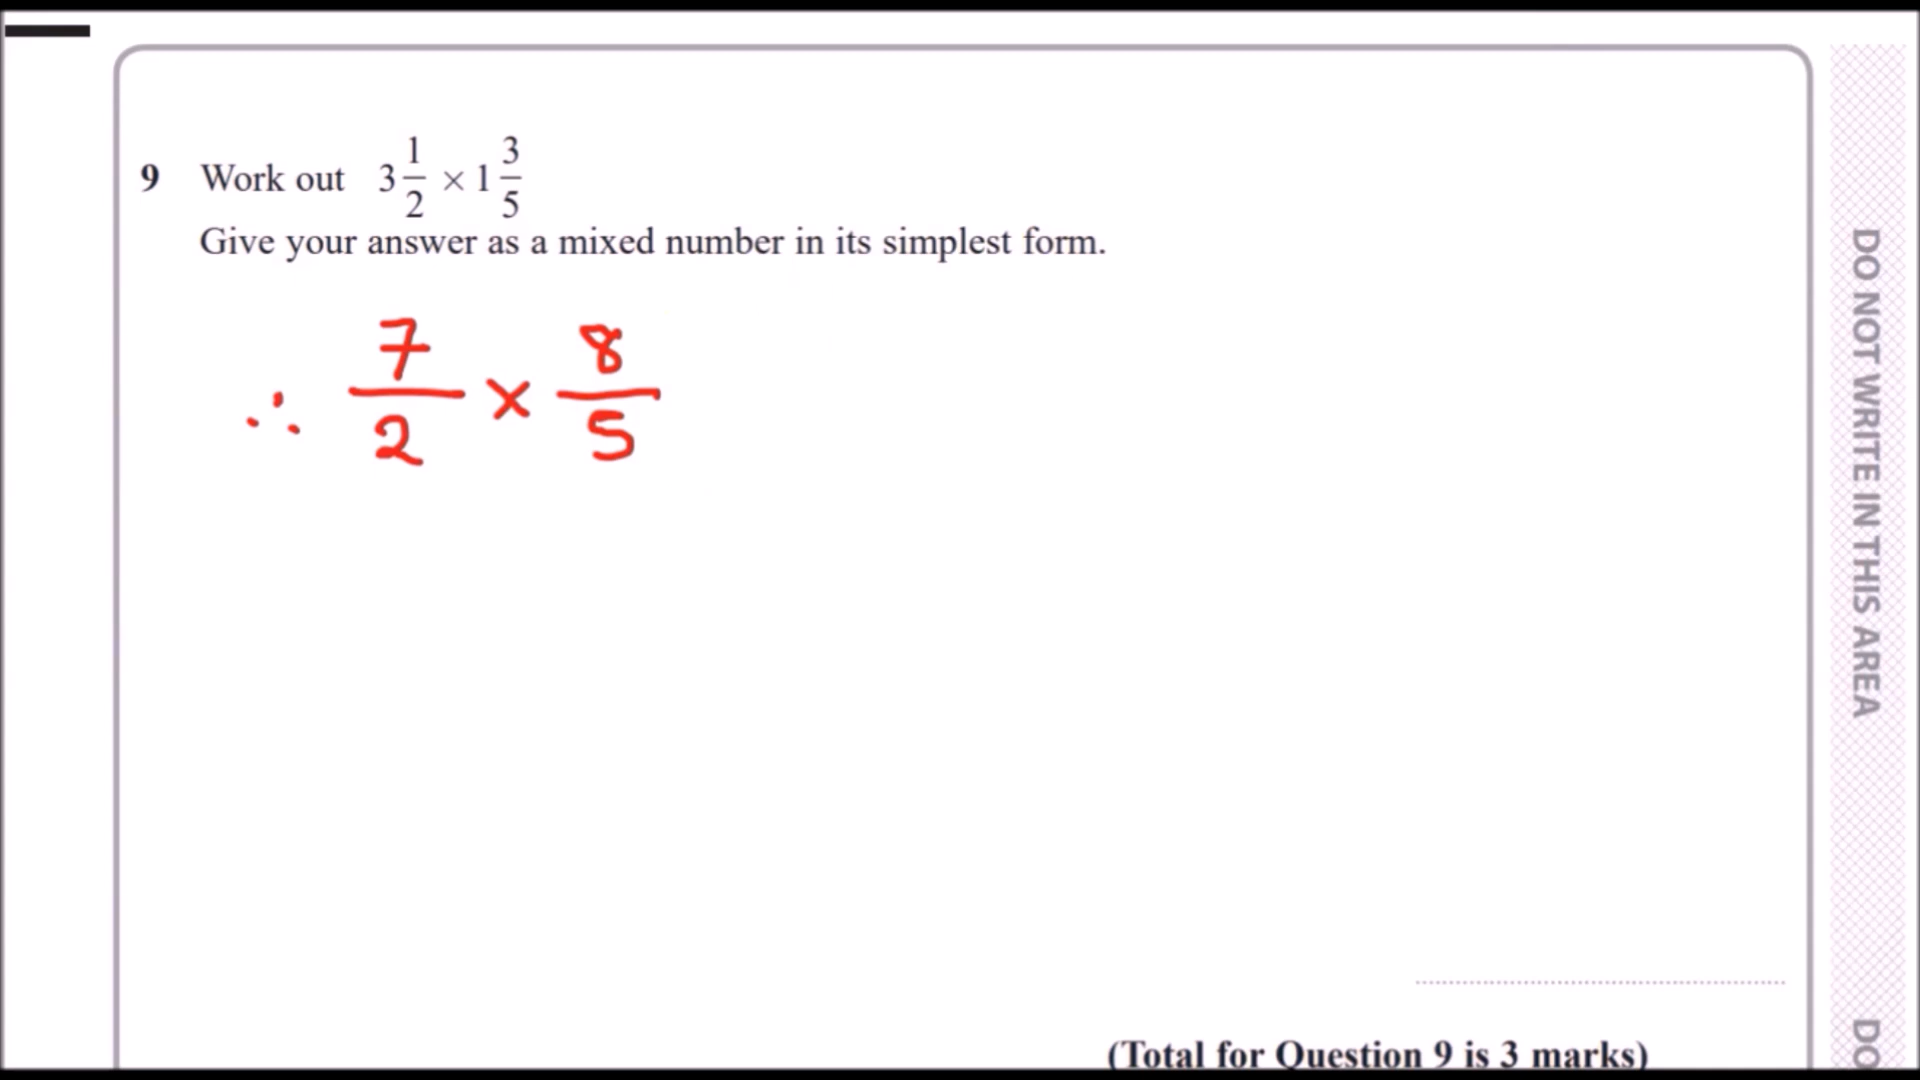 9 Work out 3 1/2 × 1 3/5
Give your answer as a mixed number in its simplest form.
∴ 7/2 × 8/5
(Total for Question 9 is 3 marks)
DO NOT WRITE IN THIS AREA
DO